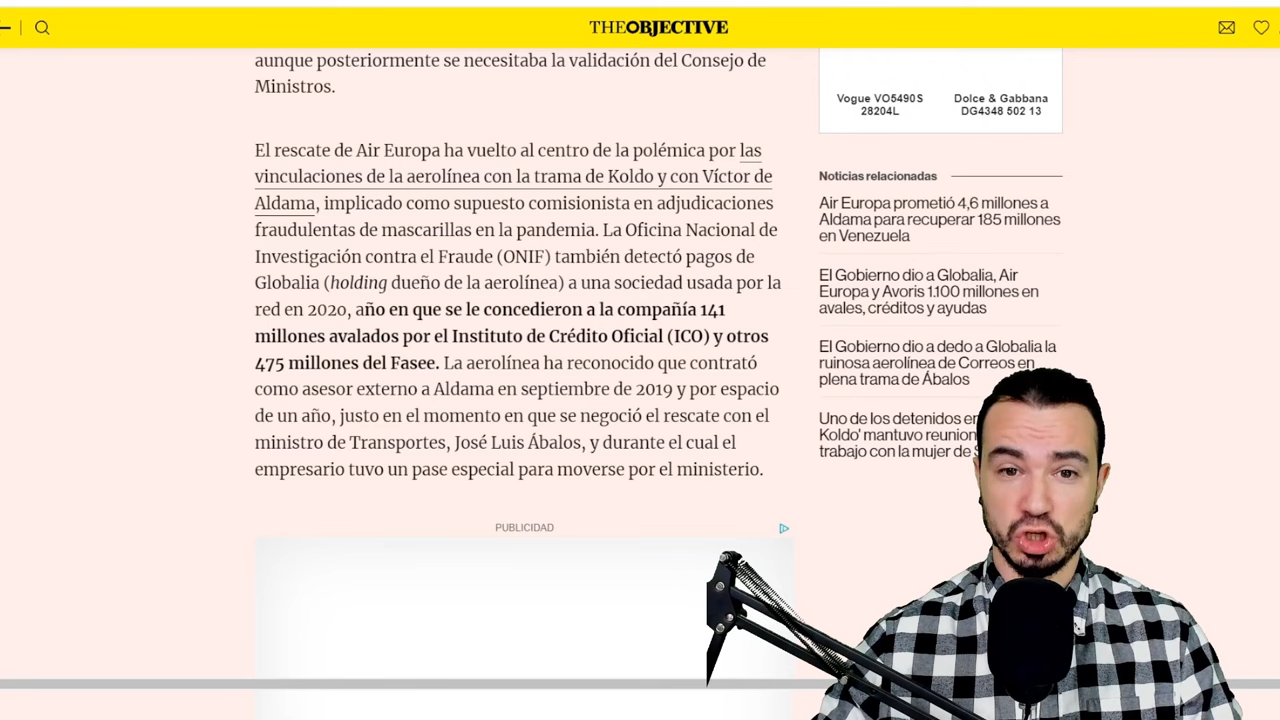 THEOBJECTIVE
aunque posteriormente se necesitaba la validación del Consejo de
Ministros.
El rescate de Air Europa ha vuelto al centro de la polémica por las
vinculaciones de la aerolínea con la trama de Koldo y con Víctor de
Aldama, implicado como supuesto comisionista en adjudicaciones
fraudulentas de mascarillas en la pandemia. La Oficina Nacional de
Investigación contra el Fraude (ONIF) también detectó pagos de
Globalia (holding dueño de la aerolínea) a una sociedad usada por la
red en 2020, año en que se le concedieron a la compañía 141
millones avalados por el Instituto de Crédito Oficial (ICO) y otros
475 millones del Fasee. La aerolínea ha reconocido que contrató
como asesor externo a Aldama en septiembre de 2019 y por espacio
de un año, justo en el momento en que se negoció el rescate con el
ministro de Transportes, José Luis Ábalos, y durante el cual el
empresario tuvo un pase especial para moverse por el ministerio.
PUBLICIDAD
Vogue VO5490S
28204L
Dolce & Gabbana
DG4348 502 13
Noticias relacionadas
Air Europa prometió 4,6 millones a
Aldama para recuperar 185 millones
en Venezuela
El Gobierno dio a Globalia, Air
Europa y Avoris 1.100 millones en
avales, créditos y ayudas
El Gobierno dio a dedo a Globalia la
ruinosa aerolínea de Correos en
plena trama de Ábalos
Uno de los detenidos en
Koldo' mantuvo reunion
trabajo con la mujer de